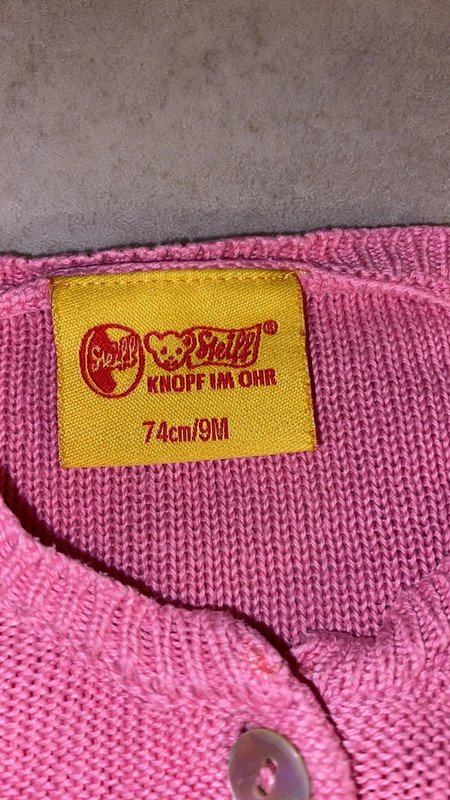 Steiff Steiff®
KNOPF IM OHR
74cm/9M